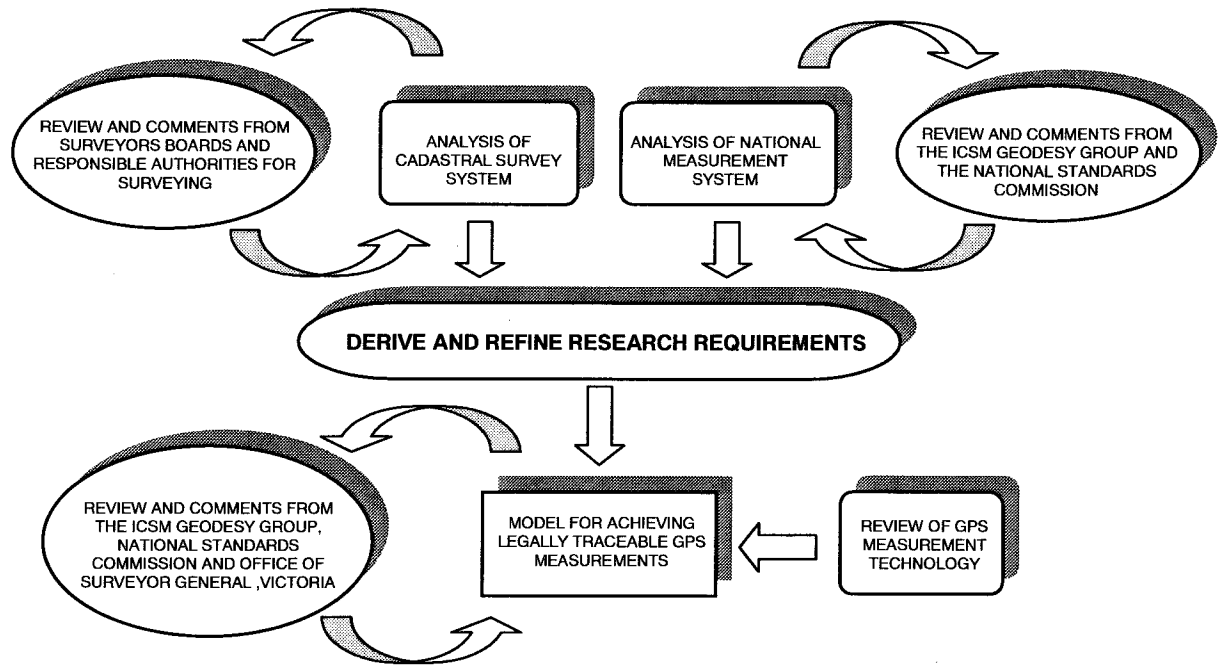 REVIEW AND COMMENTS FROM
SURVEYORS BOARDS AND
RESPONSIBLE AUTHORITIES FOR
SURVEYING
ANALYSIS OF
CADASTRAL SURVEY
SYSTEM
ANALYSIS OF NATIONAL
MEASUREMENT
SYSTEM
REVIEW AND COMMENTS FROM
THE ICSM GEODESY GROUP AND
THE NATIONAL STANDARDS
COMMISSION
DERIVE AND REFINE RESEARCH REQUIREMENTS
REVIEW AND COMMENTS FROM
THE ICSM GEODESY GROUP,
NATIONAL STANDARDS
COMMISSION AND OFFICE OF
SURVEYOR GENERAL ,VICTORIA
MODEL FOR ACHIEVING
LEGALLY TRACEABLE GPS
MEASUREMENTS
REVIEW OF GPS
MEASUREMENT
TECHNOLOGY